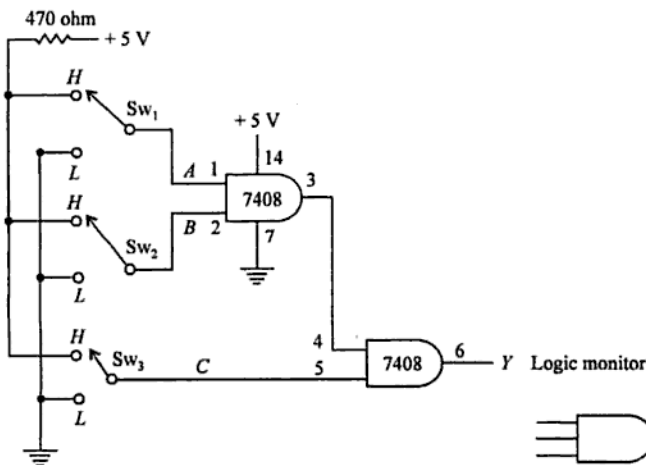 470 ohm
+ 5 V
H
Sw1
L
+ 5 V
14
A 1
7408
3
B 2
7
H
Sw2
L
H
Sw3
C
L
4
5
7408
6
Y Logic monitor